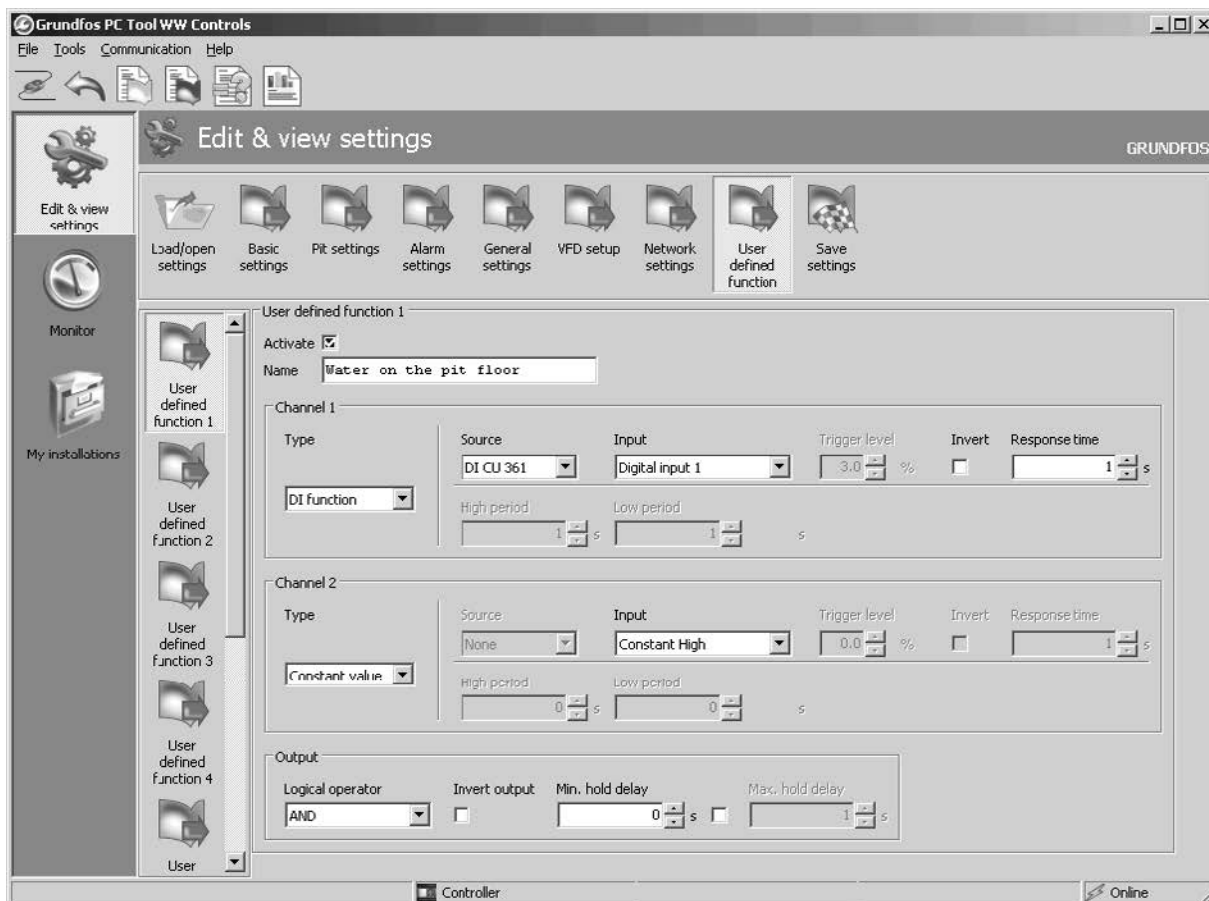 Grundfos PC Tool WW Controls
File Tools Communication Help
Edit & view settings
GRUNDFOS
Edit & view
settings
Monitor
My installations
Load/open
settings
Basic
settings
Pit settings
Alarm
settings
General
settings
VFD setup
Network
settings
User
defined
function
Save
settings
User
defined
function 1
User
defined
function 2
User
defined
function 3
User
defined
function 4
User
User defined function 1
Activate
Name Water on the pit floor
Channel 1
Type Source Input Trigger level Invert Response time
DI CU 361 Digital input 1 3.0 % 1 s
DI function
High period Low period
1 s 1 s
Channel 2
Type Source Input Trigger level Invert Response time
None Constant High 0.0 % 1 s
Constant value
High period Low period
0 s 0 s
Output
Logical operator Invert output Min. hold delay Max. hold delay
AND 0 s 1 s
Controller Online